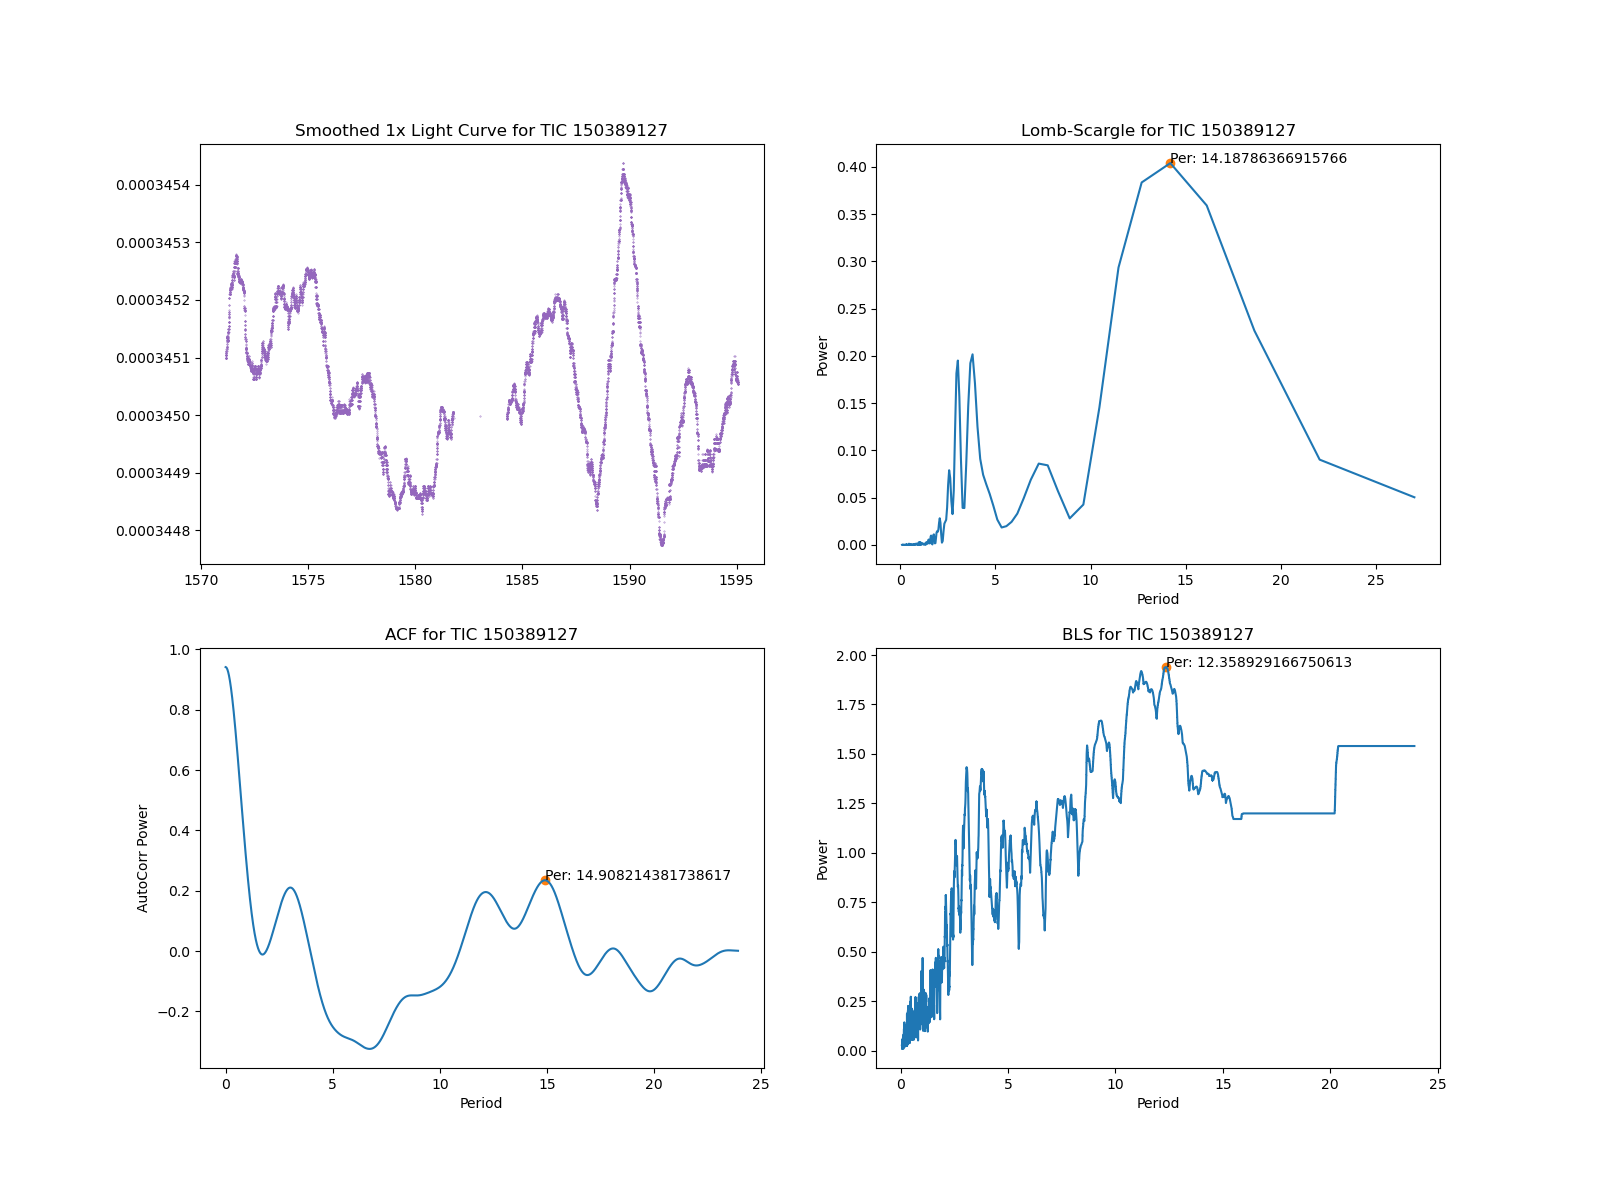 Smoothed 1x Light Curve for TIC 150389127
0.0003454
0.0003453
0.0003452
0.0003451
0.0003450
0.0003449
0.0003448
1570 1575 1580 1585 1590 1595
Lomb-Scargle for TIC 150389127
Per: 14.18786366915766
Power
0.40
0.35
0.30
0.25
0.20
0.15
0.10
0.05
0.00
0 5 10 15 20 25
Period
ACF for TIC 150389127
AutoCorr Power
1.0
0.8
0.6
0.4
0.2
0.0
−0.2
Per: 14.908214381738617
0 5 10 15 20 25
Period
BLS for TIC 150389127
Per: 12.358929166750613
Power
2.00
1.75
1.50
1.25
1.00
0.75
0.50
0.25
0.00
0 5 10 15 20 25
Period